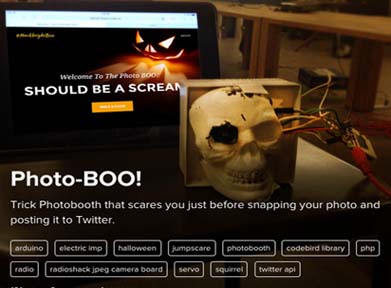 Welcome To The Photo BOO!!
SHOULD BE A SCREAM
Photo-BOO!
Trick Photobooth that scares you just before snapping your photo and
posting it to Twitter.
arduino electric imp halloween jumpscare photobooth codebird library php
radio radioshack jpeg camera board servo squirrel twitter api